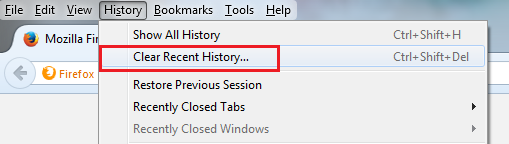 File Edit View History Bookmarks Tools Help
Mozilla Fir
Show All History Ctrl+Shift+H
Firefox
Clear Recent History... Ctrl+Shift+Del
Restore Previous Session
Recently Closed Tabs
Recently Closed Windows